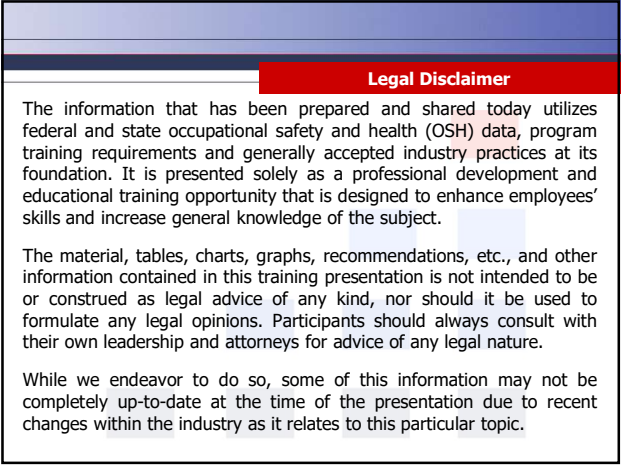 Legal Disclaimer
The information that has been prepared and shared today utilizes
federal and state occupational safety and health (OSH) data, program
training requirements and generally accepted industry practices at its
foundation. It is presented solely as a professional development and
educational training opportunity that is designed to enhance employees’
skills and increase general knowledge of the subject.
The material, tables, charts, graphs, recommendations, etc., and other
information contained in this training presentation is not intended to be
or construed as legal advice of any kind, nor should it be used to
formulate any legal opinions. Participants should always consult with
their own leadership and attorneys for advice of any legal nature.
While we endeavor to do so, some of this information may not be
completely up-to-date at the time of the presentation due to recent
changes within the industry as it relates to this particular topic.